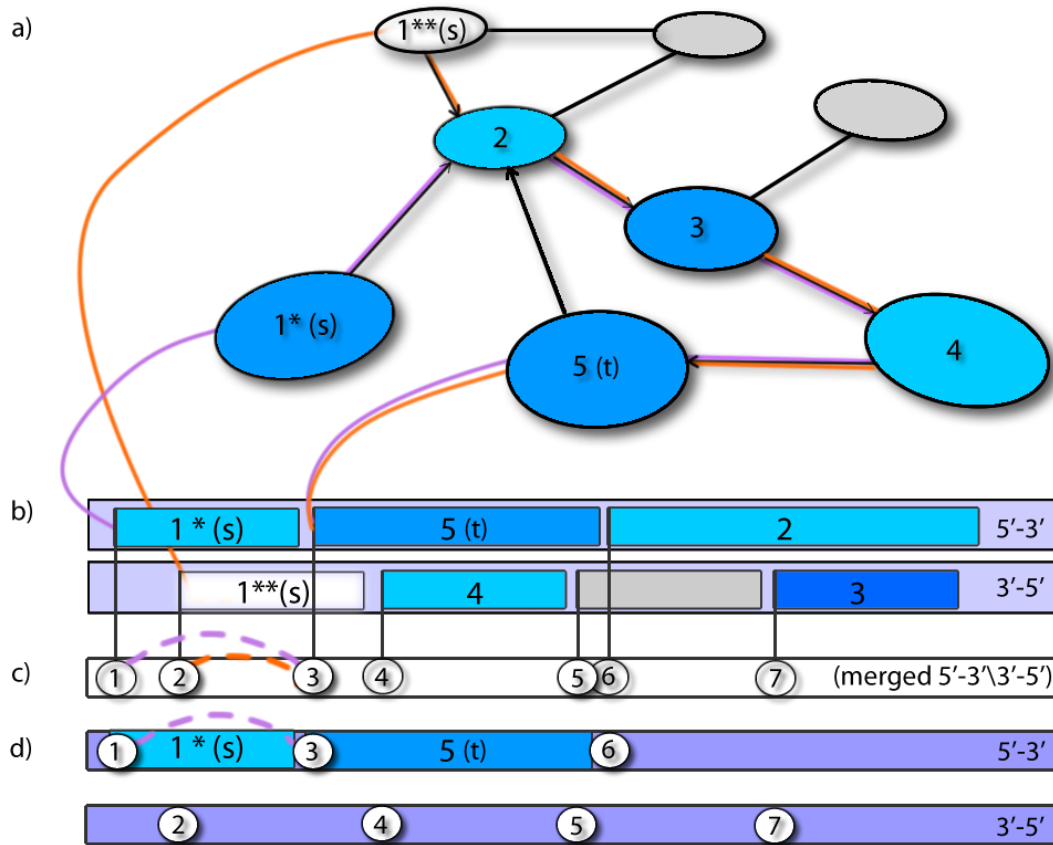 a)
1**(s)
2
3
1* (s)
5 (t)
4
b)
1 * (s) 5 (t) 2 5’-3’
1**(s) 4 3 3’-5’
c) 1 2 3 4 5 6 7 (merged 5’-3’\3’-5’)
d) 1 1* (s) 3 5 (t) 6 5’-3’
2 4 5 7 3’-5’